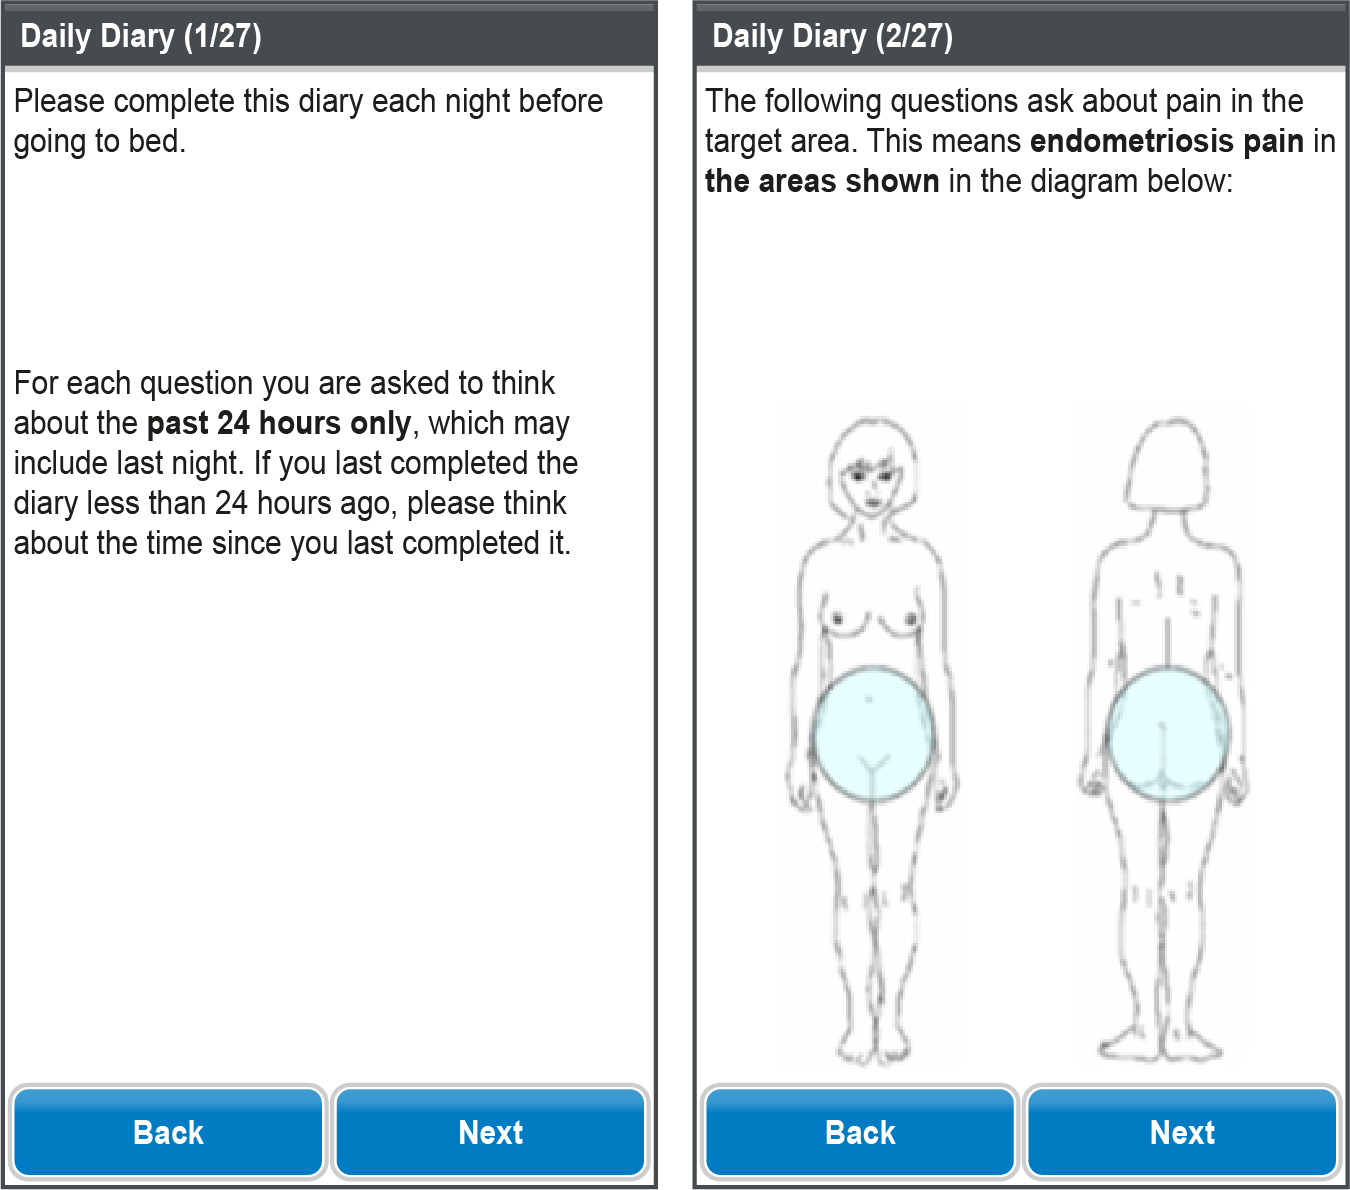 Daily Diary (1/27)
Please complete this diary each night before
going to bed.
For each question you are asked to think
about the past 24 hours only, which may
include last night. If you last completed the
diary less than 24 hours ago, please think
about the time since you last completed it.
Back
Next
Daily Diary (2/27)
The following questions ask about pain in the
target area. This means endometriosis pain in
the areas shown in the diagram below:
Back
Next